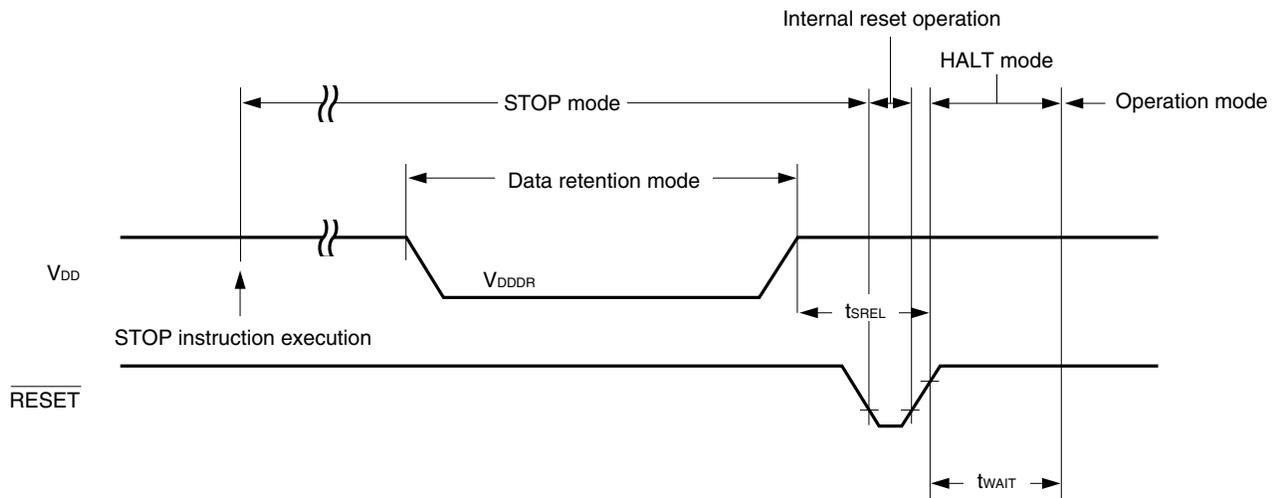 Internal reset operation
HALT mode
STOP mode
Operation mode
Data retention mode
VDD
VDDDR
tSREL
STOP instruction execution
RESET
tWAIT